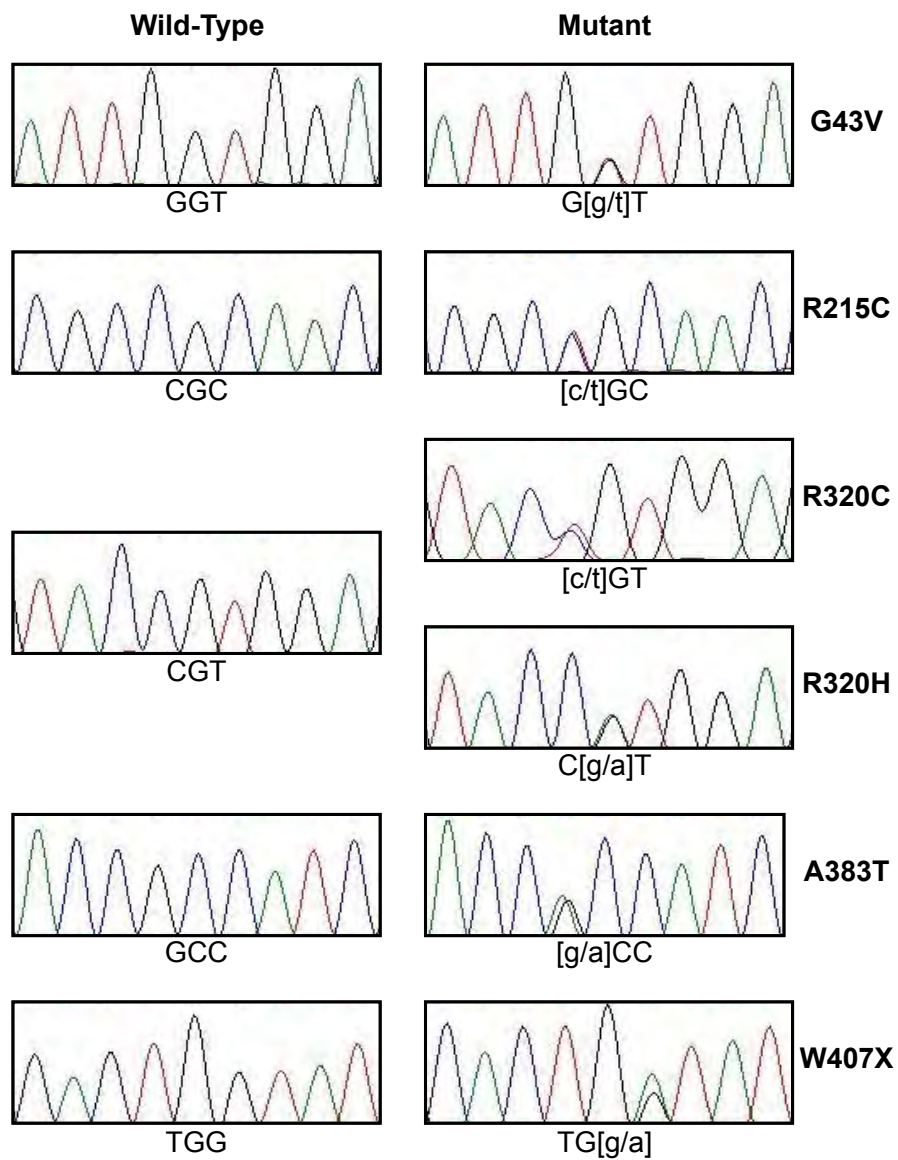 Wild-Type Mutant
G43V
GGT G[g/t]T
R215C
CGC [c/t]GC
R320C
[c/t]GT
CGT
R320H
C[g/a]T
A383T
GCC [g/a]CC
W407X
TGG TG[g/a]